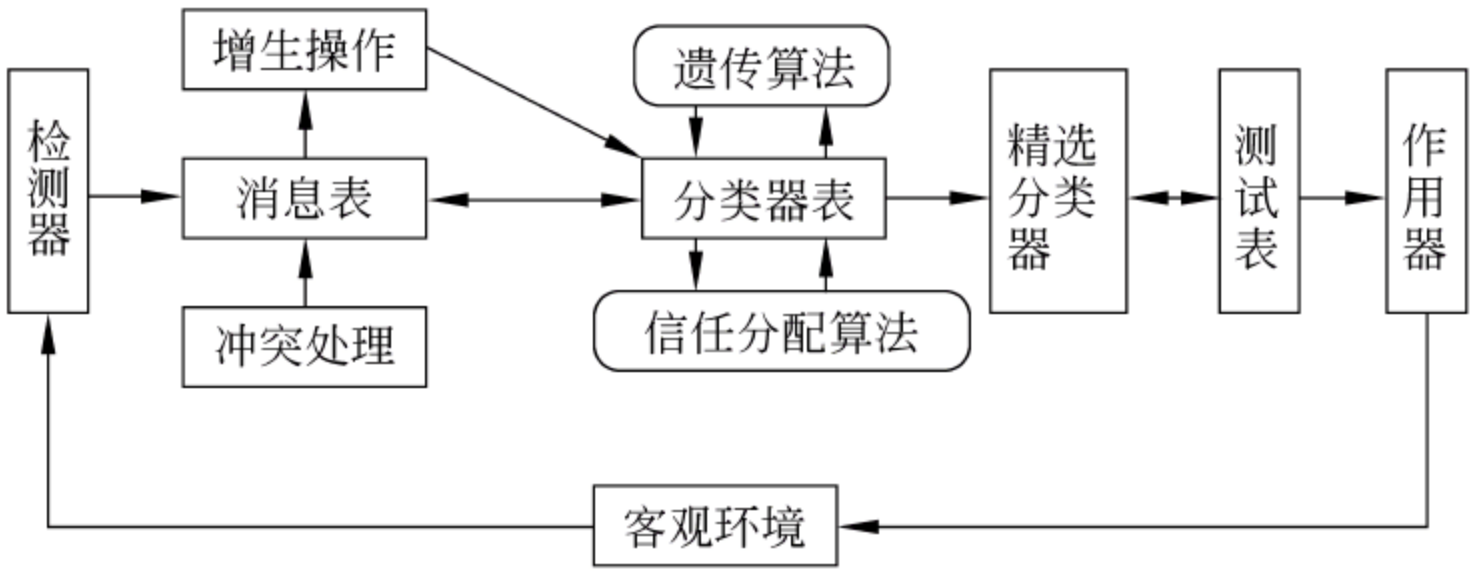 增生操作
遗传算法
检测器
消息表
分类器表
精选
分类
器
测试表
作用器
冲突处理
信任分配算法
客观环境